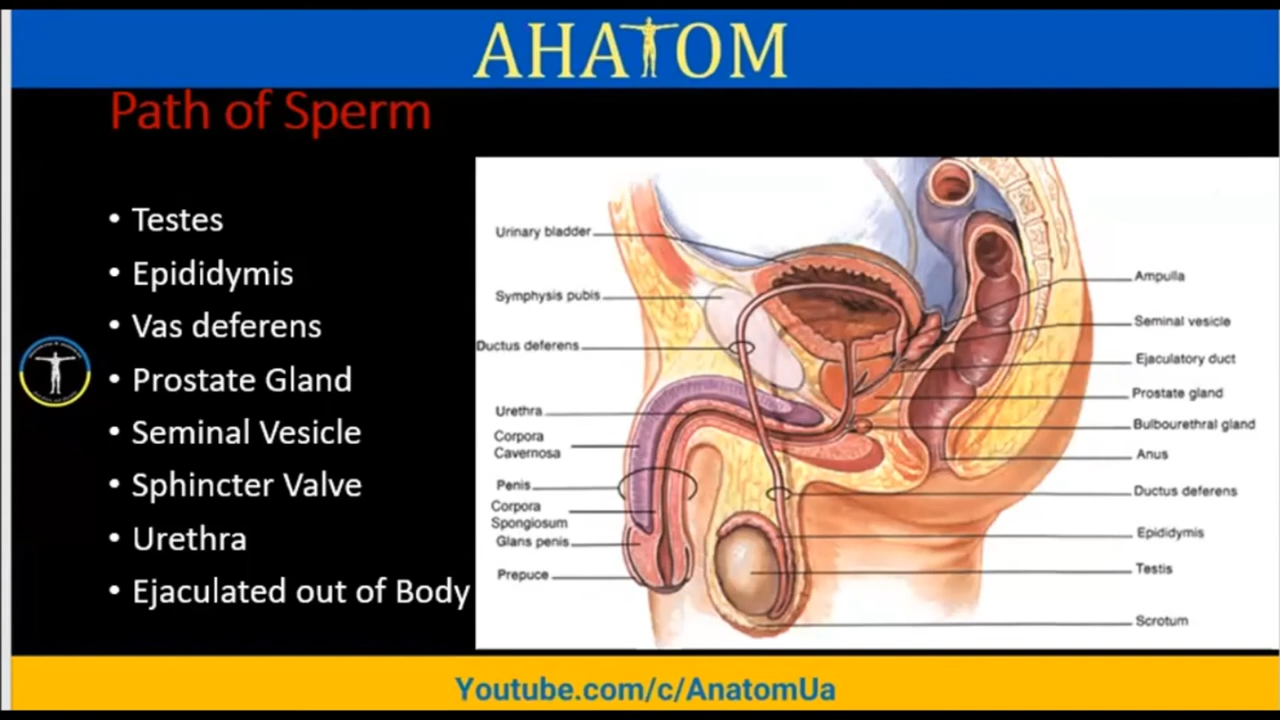 AHATOM
Path of Sperm
• Testes
• Epididymis
• Vas deferens
• Prostate Gland
• Seminal Vesicle
• Sphincter Valve
• Urethra
• Ejaculated out of Body
Urinary bladder
Symphysis pubis
Ductus deferens
Urethra
Corpora
Cavernosa
Penis
Corpora
Spongiosum
Glans penis
Prepuce
Ampulla
Seminal vesicle
Ejaculatory duct
Prostate gland
Bulbourethral gland
Anus
Ductus deferens
Epididymis
Testis
Scrotum
Youtube.com/c/AnatomUa